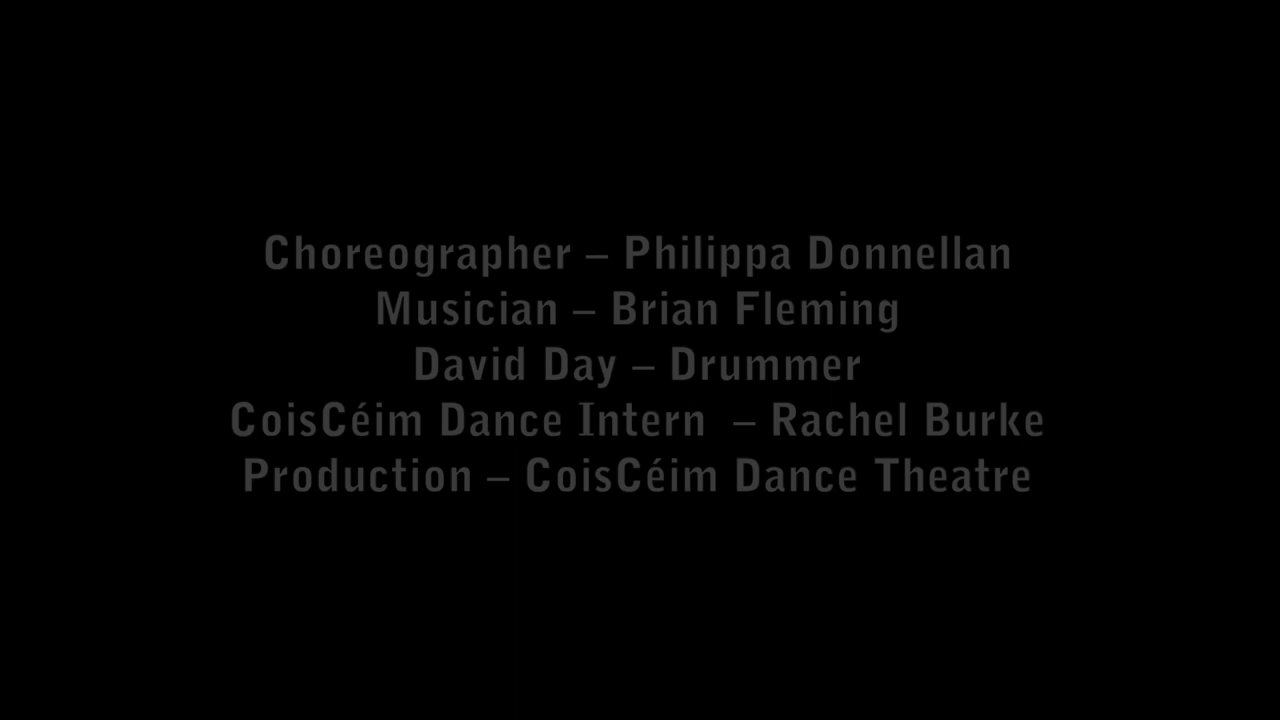 Choreographer – Philippa Donnellan
Musician – Brian Fleming
David Day – Drummer
CoisCéim Dance Intern – Rachel Burke
Production – CoisCéim Dance Theatre